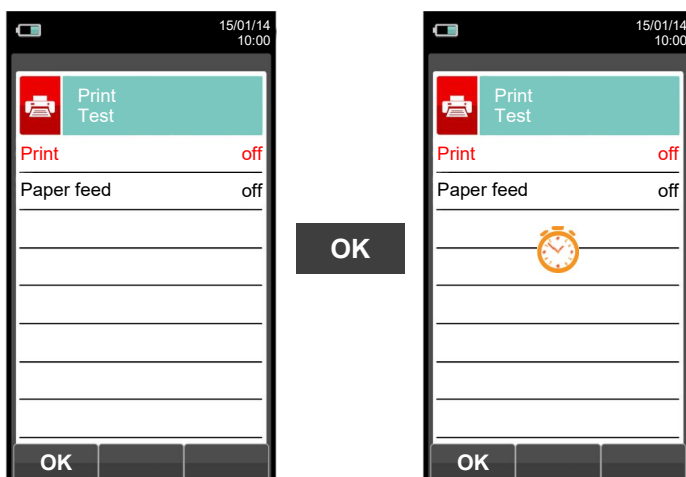 15/01/14
10:00
Print
Test
Print off
Paper feed off
OK
OK
15/01/14
10:00
Print
Test
Print off
Paper feed off
OK